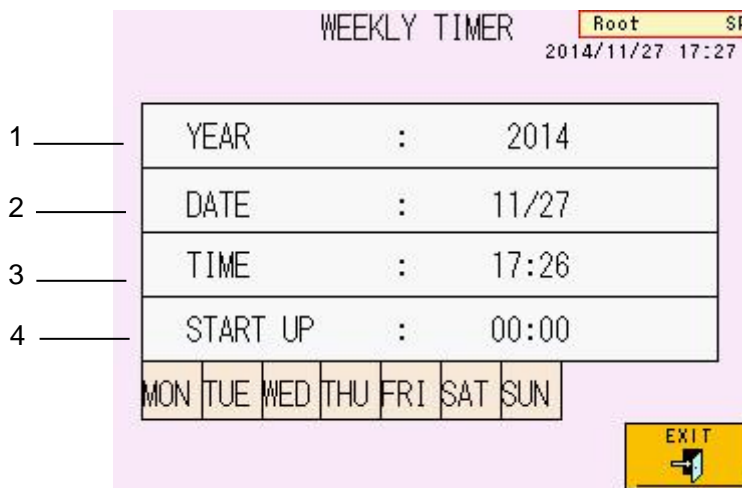 WEEKLY TIMER
Root
2014/11/27 17:27
1 YEAR : 2014
2 DATE : 11/27
3 TIME : 17:26
4 START UP : 00:00
MON TUE WED THU FRI SAT SUN
EXIT